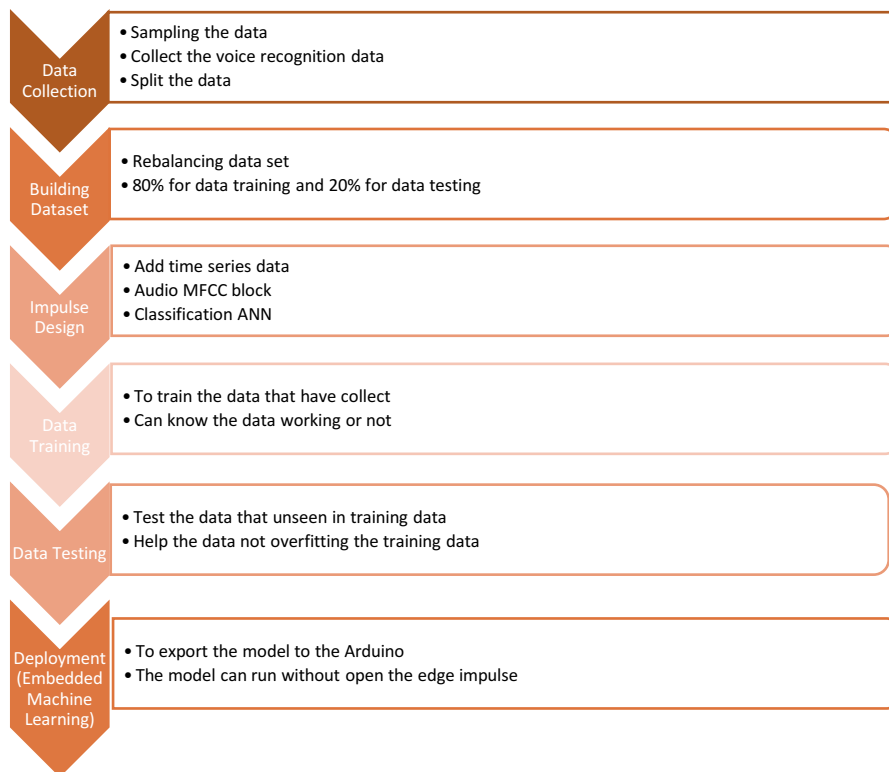 Data
Collection
• Sampling the data
• Collect the voice recognition data
• Split the data
Building
Dataset
• Rebalancing data set
• 80% for data training and 20% for data testing
Impulse
Design
• Add time series data
• Audio MFCC block
• Classification ANN
Data
Training
• To train the data that have collect
• Can know the data working or not
Data Testing
• Test the data that unseen in training data
• Help the data not overfitting the training data
Deployment
(Embedded
Machine
Learning)
• To export the model to the Arduino
• The model can run without open the edge impulse